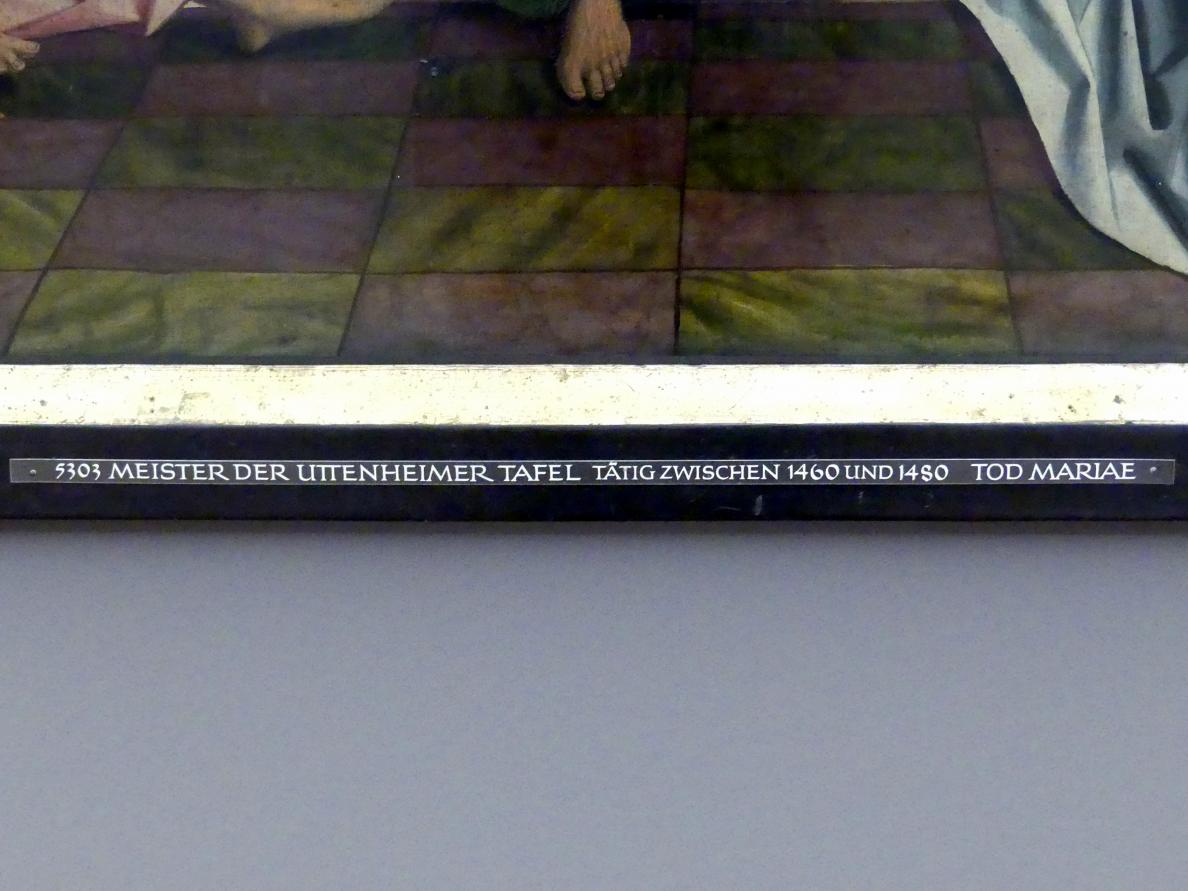 5303 MEISTER DER UTTENHEIMER TAFEL TÄTIG ZWISCHEN 1460 UND 1480 TOD MARIAE